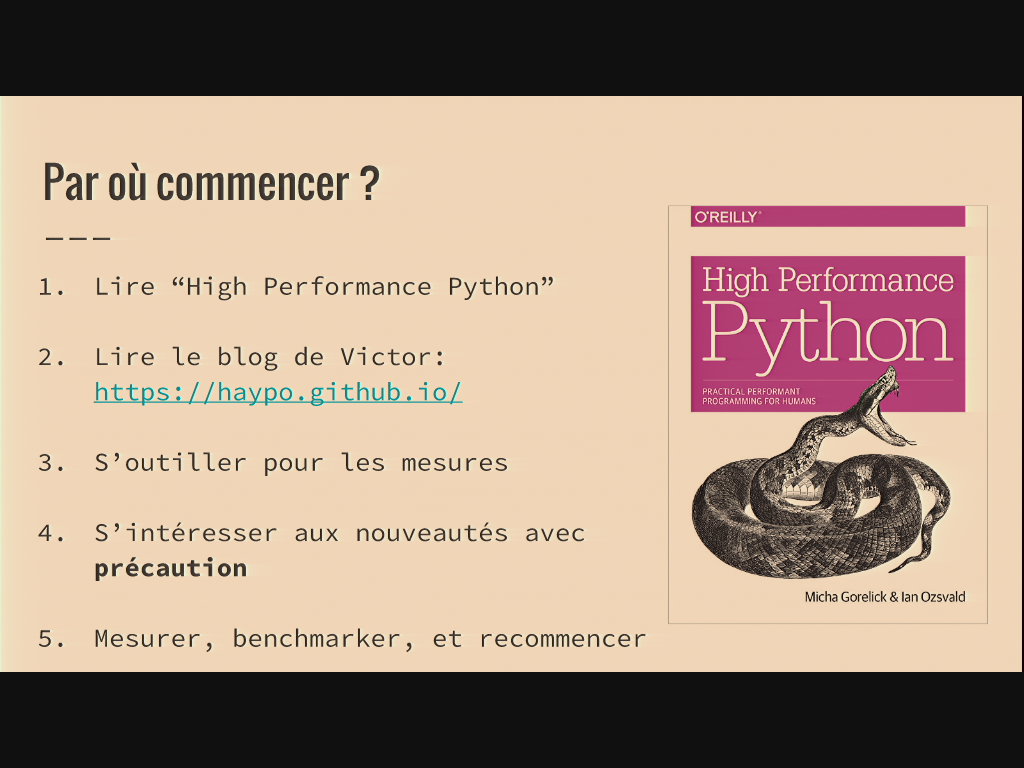 Par où commencer ?
1. Lire “High Performance Python”
2. Lire le blog de Victor:
https://haypo.github.io/
3. S’outiller pour les mesures
4. S’intéresser aux nouveautés avec
précaution
5. Mesurer, benchmarker, et recommencer
O'REILLY®
High Performance
Python
PRACTICAL PERFORMANT
PROGRAMMING FOR HUMANS
Micha Gorelick & Ian Ozsvald